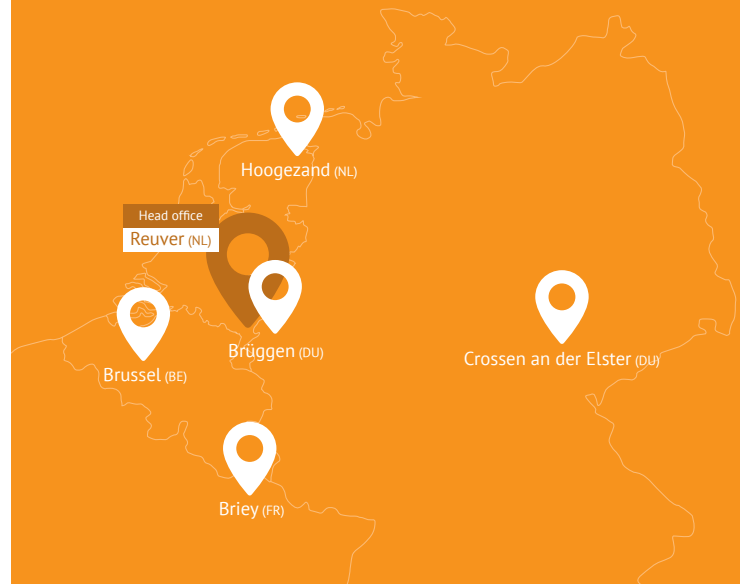 Hoogezand (NL)
Head office
Reuver (NL)
Brüggen (DU)
Crossen an der Elster (DU)
Brussel (BE)
Briey (FR)